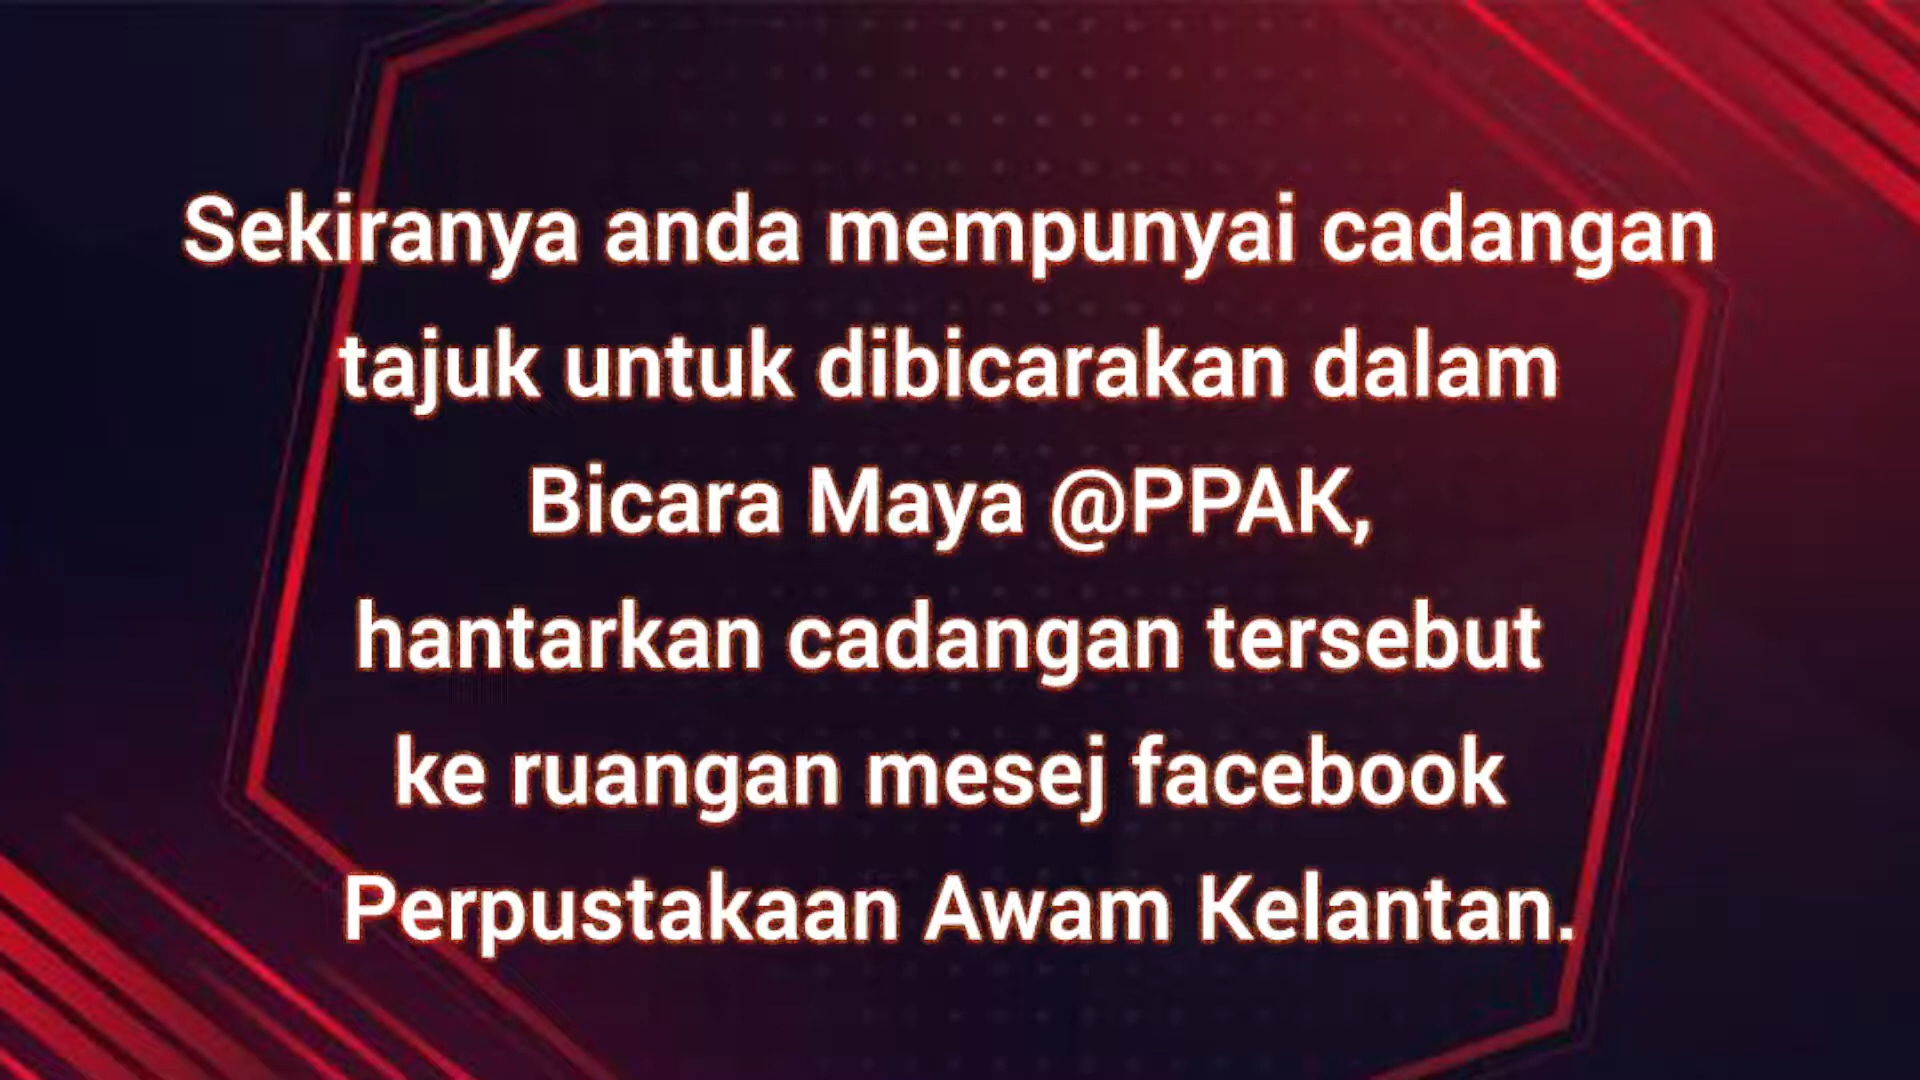 Sekiranya anda mempunyai cadangan
tajuk untuk dibicarakan dalam
Bicara Maya @PPAK,
hantarkan cadangan tersebut
ke ruangan mesej facebook
Perpustakaan Awam Kelantan.